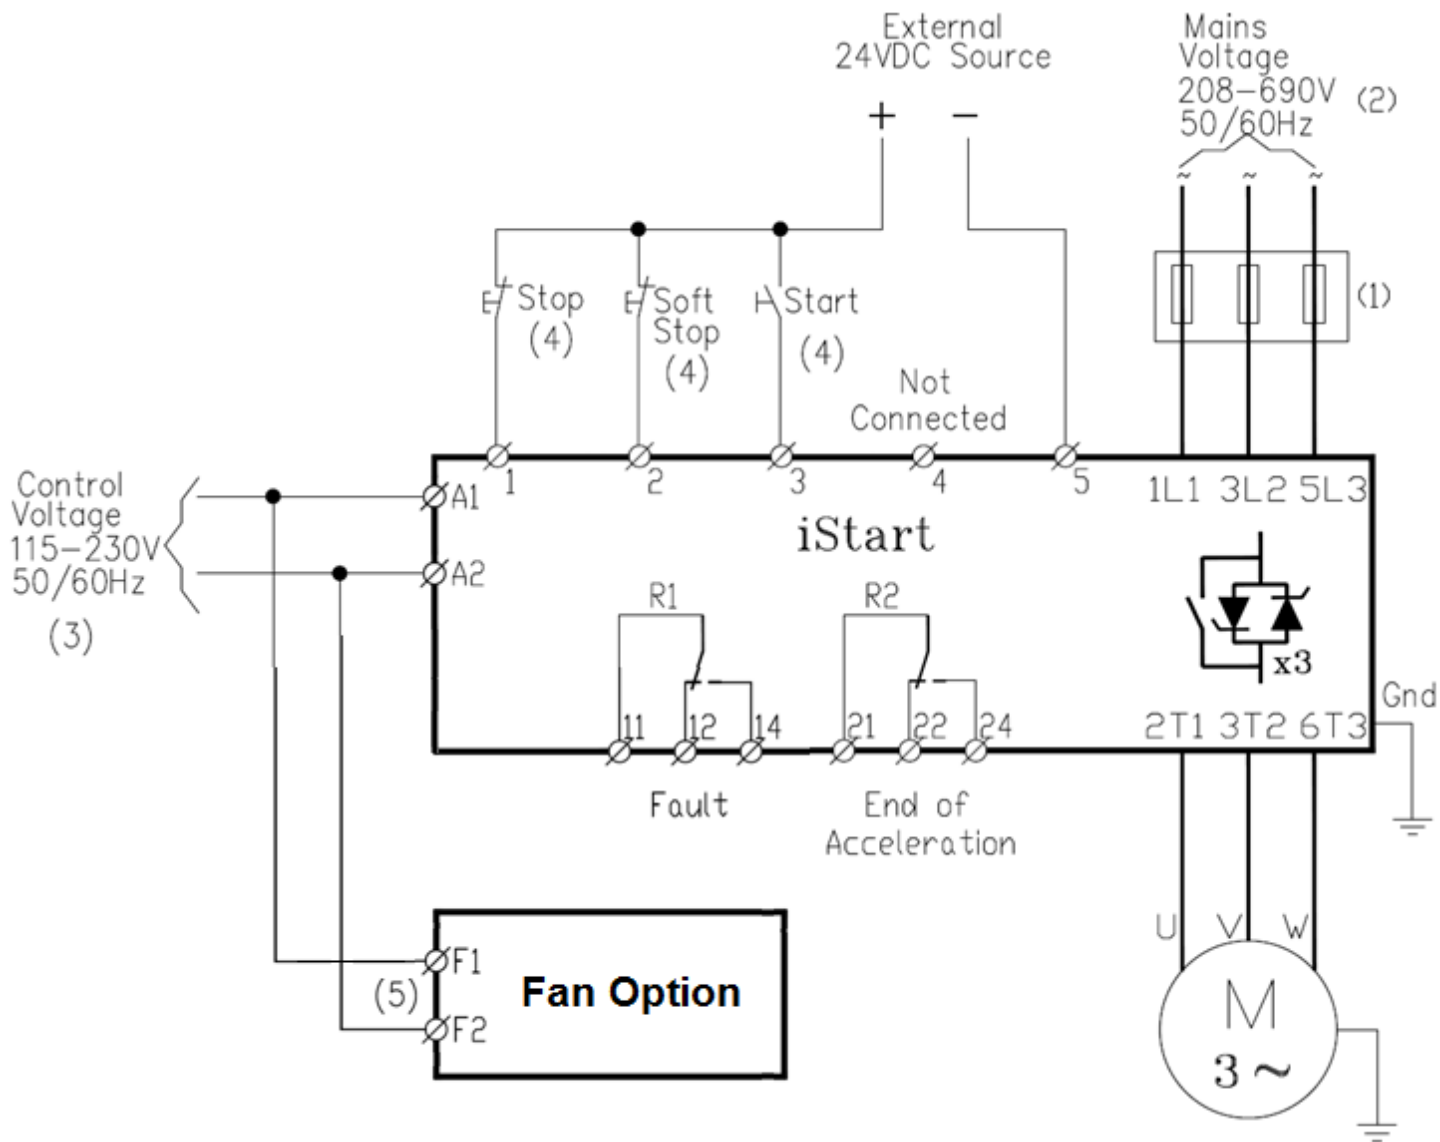 External
24VDC Source
+ −
Mains
Voltage
208-690V
50/60Hz
(2)
~ ~ ~
(1)
Stop
(4)
Soft
Stop
(4)
Start
(4)
Not
Connected
1 2 3 4 5
1L1 3L2 5L3
Control
Voltage
115-230V
50/60Hz
(3)
A1
A2
iStart
R1
R2
x3
11 12 14
21 22 24
2T1 3T2 6T3
Gnd
Fault
End of
Acceleration
F1
(5)
F2
Fan Option
U V W
M
3 ~